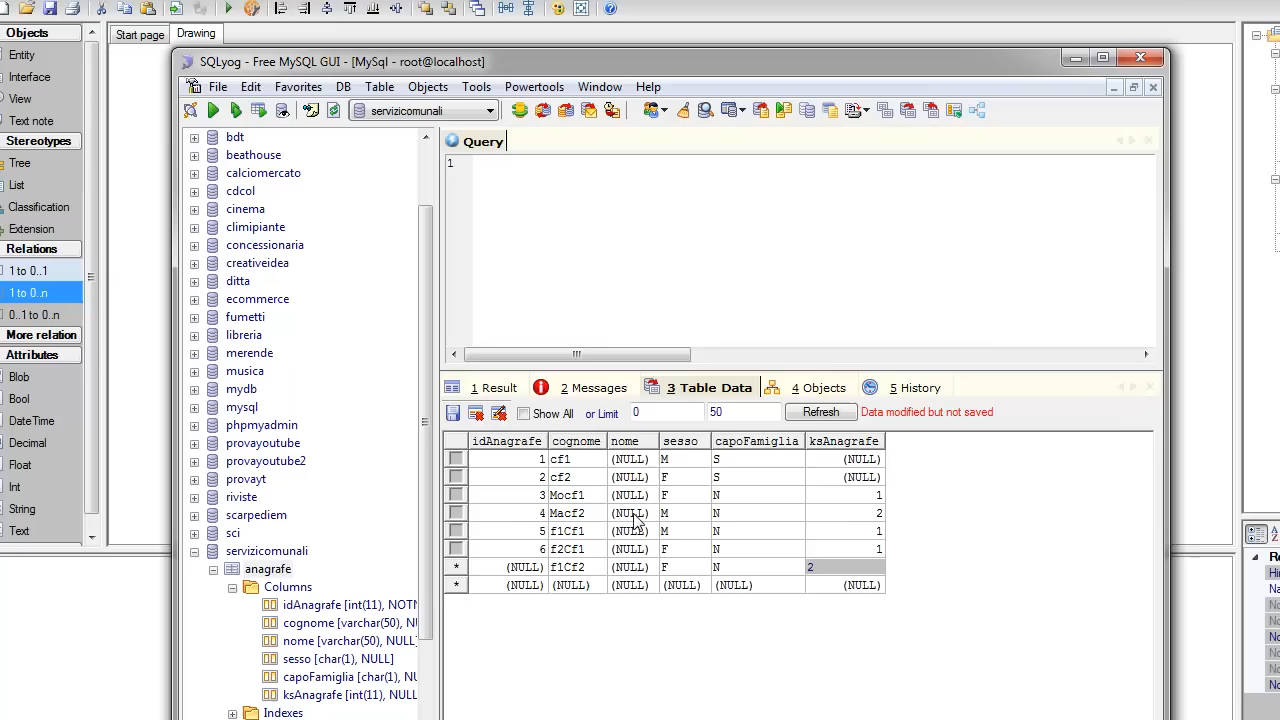 Objects
Entity
Interface
View
Text note
Stereotypes
Tree
List
Classification
Extension
Relations
1 to 0..1
1 to 0..n
0..1 to 0..n
More relation
Attributes
Blob
Bool
DateTime
Decimal
Float
Int
String
Text
Start page
Drawing
SQLyog - Free MySQL GUI - [MySql - root@localhost]
File Edit Favorites DB Table Objects Tools Powertools Window Help
servizicomunali
bdt
beathouse
calciomercato
cdcol
cinema
climipiante
concessionaria
creativeidea
ditta
ecommerce
fumetti
libreria
merende
musica
mydb
mysql
phpmyadmin
provayoutube
provayoutube2
provayt
riviste
scarpediem
sci
servizicomunali
anagrafe
Columns
idAnagrafe [int(11), NOTN
cognome [varchar(50), NU
nome [varchar(50), NULL]
sesso [char(1), NULL]
capoFamiglia [char(1), NU
ksAnagrafe [int(11), NULL
Indexes
Query
1
1 Result 2 Messages 3 Table Data 4 Objects 5 History
Show All or Limit 0 50 Refresh Data modified but not saved
idAnagrafe cognome nome sesso capoFamiglia ksAnagrafe
1 cf1 (NULL) M S (NULL)
2 cf2 (NULL) F S (NULL)
3 Mocf1 (NULL) F N 1
4 Macf2 (NULL) M N 2
5 f1Cf1 (NULL) M N 1
6 f2Cf1 (NULL) F N 1
* (NULL) f1Cf2 (NULL) F N 2
* (NULL) (NULL) (NULL) (NULL) (NULL) (NULL)
Re
Hi
Na
No
No
No
No
No
No